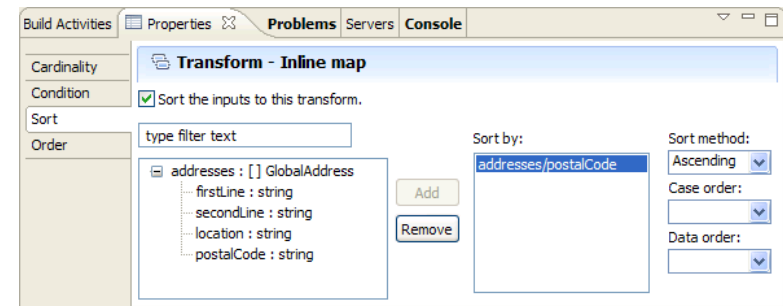 Build Activities Properties Problems Servers Console
Cardinality
Condition
Sort
Order
Transform - Inline map
Sort the inputs to this transform.
type filter text
addresses : [ ] GlobalAddress
firstLine : string
secondLine : string
location : string
postalCode : string
Add
Remove
Sort by:
addresses/postalCode
Sort method:
Ascending
Case order:
Data order: